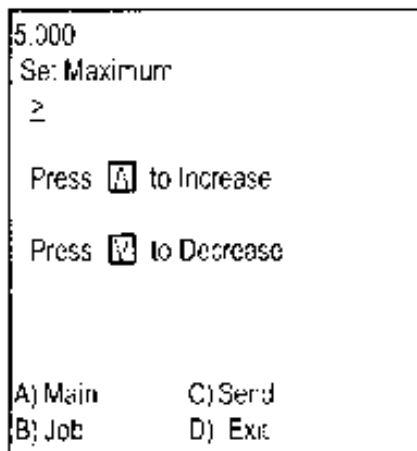 5.000
Set Maximum
>
Press [Λ] to Increase
Press [V] to Decrease
A) Main C) Send
B) Job D) Exit